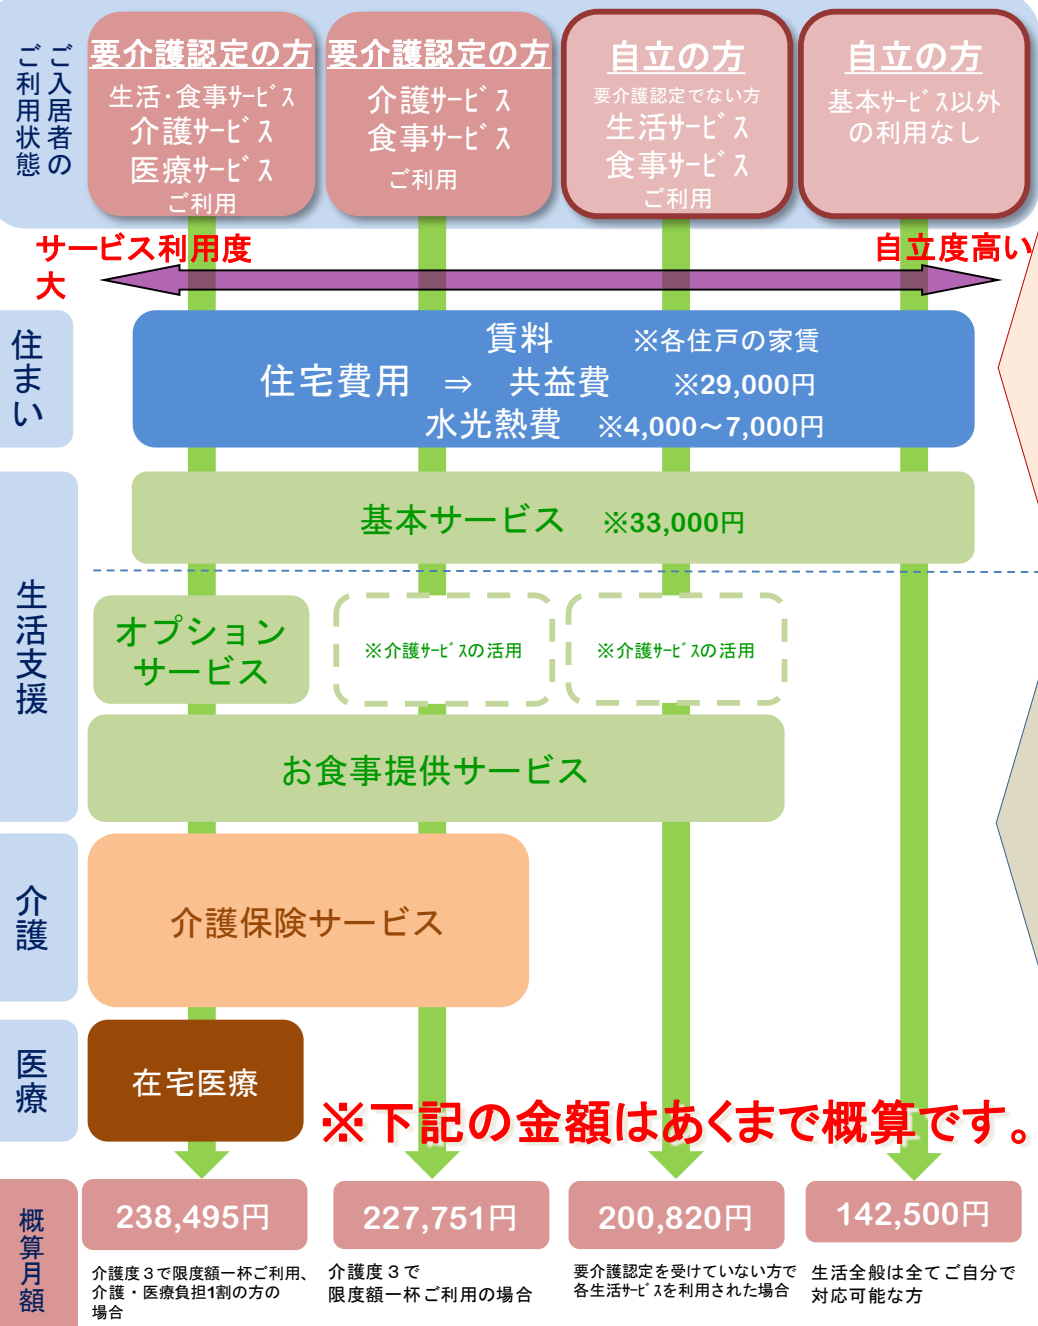 ご入居者の
ご利用状態
要介護認定の方
生活・食事サービス
介護サービス
医療サービス
ご利用
要介護認定の方
介護サービス
食事サービス
ご利用
自立の方
要介護認定でない方
生活サービス
食事サービス
ご利用
自立の方
基本サービス以外
の利用なし
サービス利用度
大
自立度高い
住まい
賃料 ※各住戸の家賃
住宅費用 ⇒ 共益費 ※29,000円
水光熱費 ※4,000～7,000円
生活支援
基本サービス ※33,000円
オプション
サービス
※介護サービスの活用
※介護サービスの活用
お食事提供サービス
介護
介護保険サービス
医療
在宅医療
※下記の金額はあくまで概算です。
概算月額
238,495円
227,751円
200,820円
142,500円
介護度３で限度額一杯ご利用、
介護・医療負担1割の方の
場合
介護度３で
限度額一杯ご利用の場合
要介護認定を受けていない方で
各生活サービスを利用された場合
生活全般は全てご自分で
対応可能な方